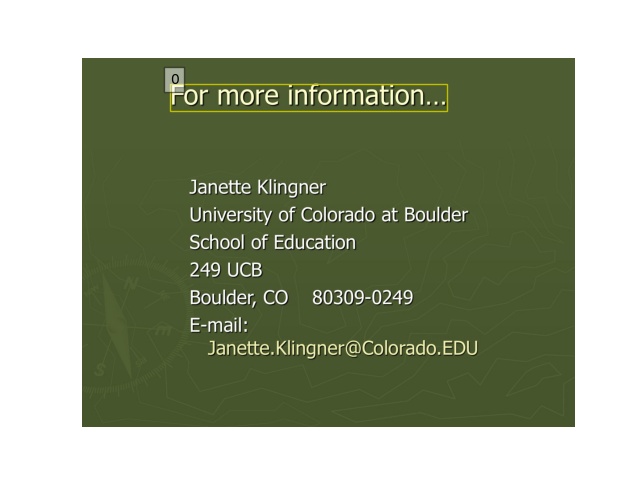 0
For more information…
Janette Klingner
University of Colorado at Boulder
School of Education
249 UCB
Boulder, CO 80309-0249
E-mail:
Janette.Klingner@Colorado.EDU